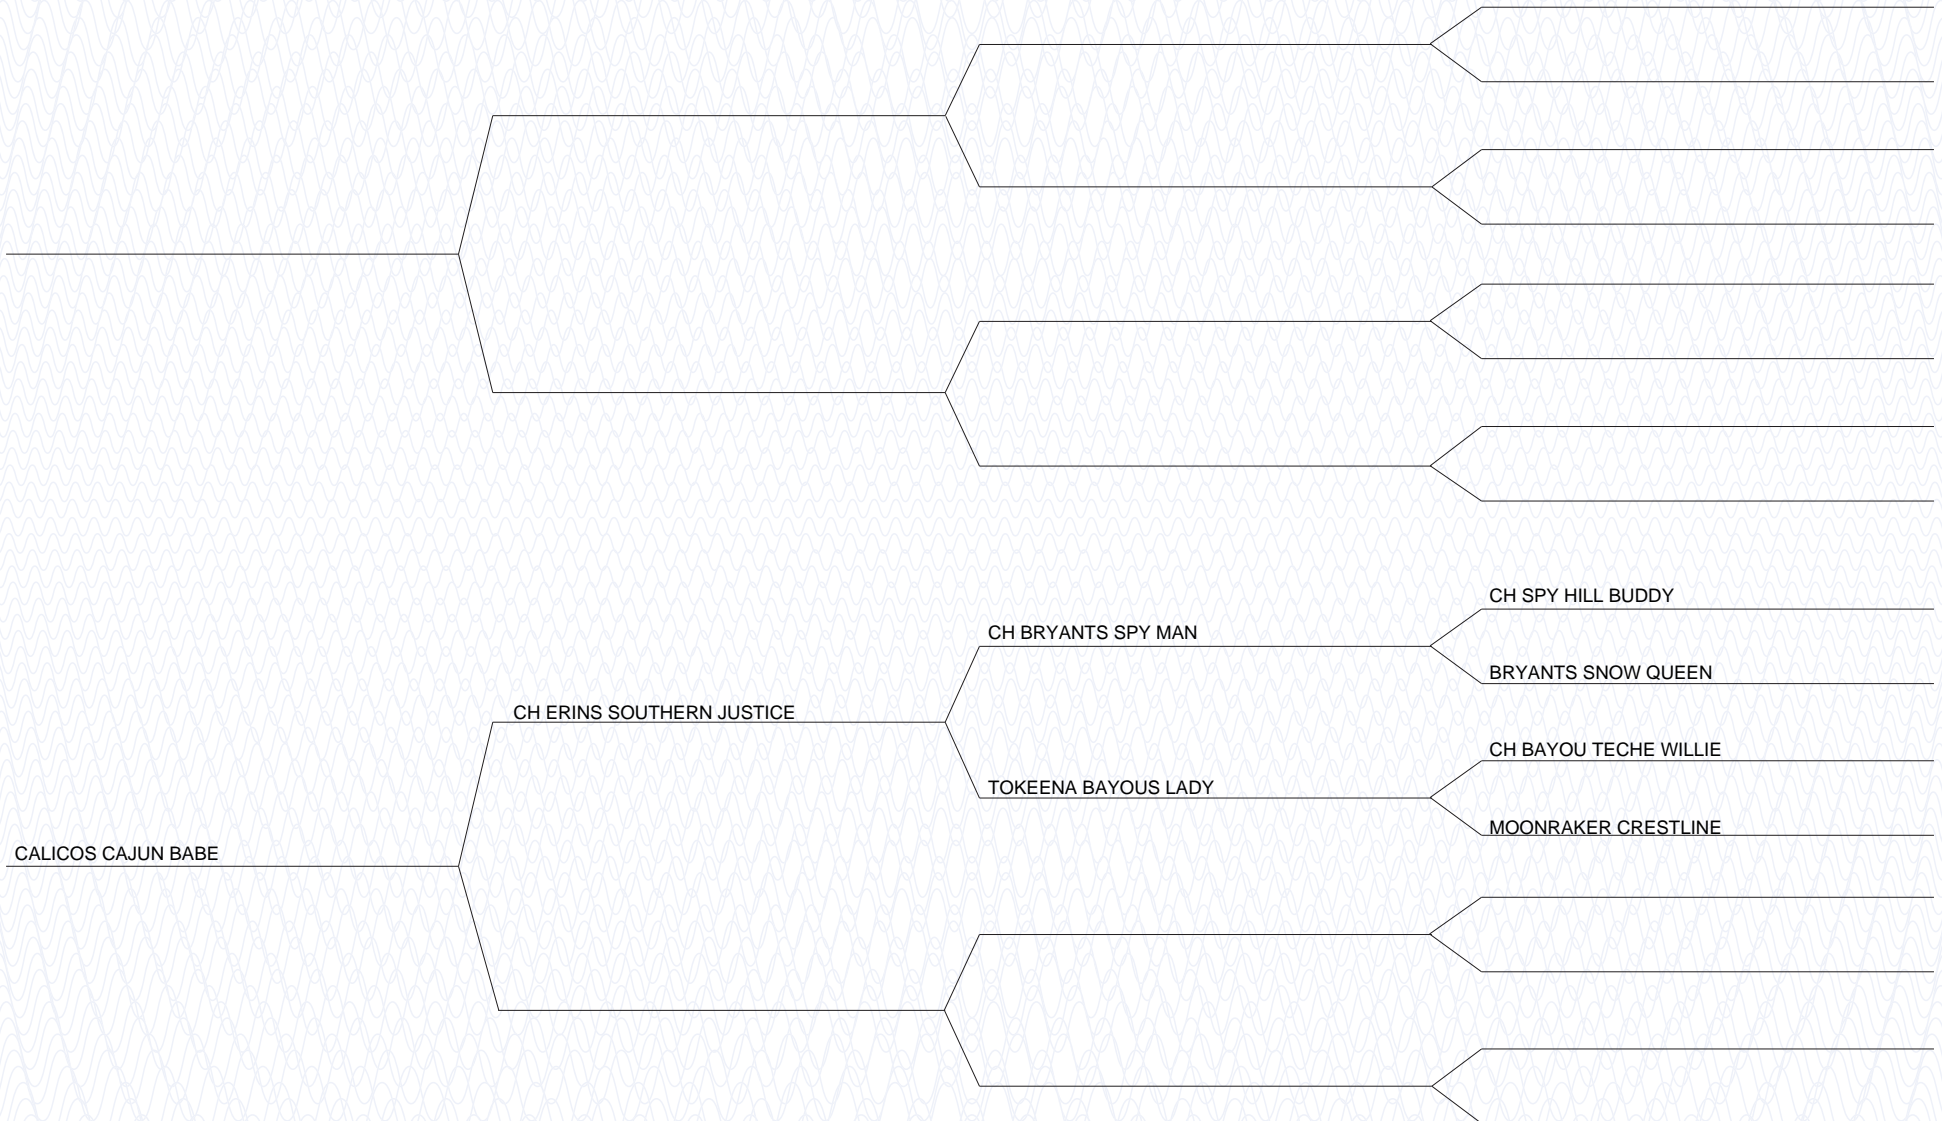 CH SPY HILL BUDDY
CH BRYANTS SPY MAN
BRYANTS SNOW QUEEN
CH ERINS SOUTHERN JUSTICE
CH BAYOU TECHE WILLIE
TOKEENA BAYOUS LADY
MOONRAKER CRESTLINE
CALICOS CAJUN BABE